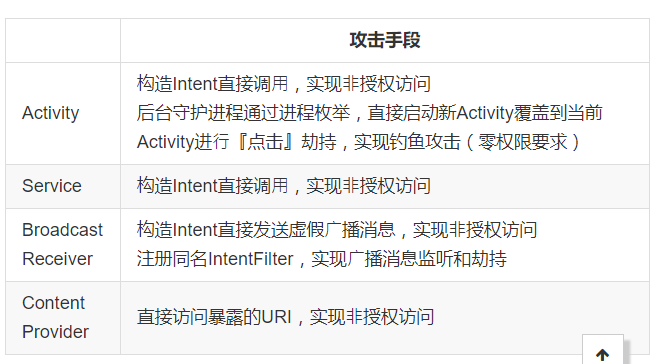 攻击手段
Activity
构造Intent直接调用，实现非授权访问
后台守护进程通过进程枚举，直接启动新Activity覆盖到当前
Activity进行『点击』劫持，实现钓鱼攻击（零权限要求）
Service
构造Intent直接调用，实现非授权访问
Broadcast
Receiver
构造Intent直接发送虚假广播消息，实现非授权访问
注册同名IntentFilter，实现广播消息监听和劫持
Content
Provider
直接访问暴露的URI，实现非授权访问